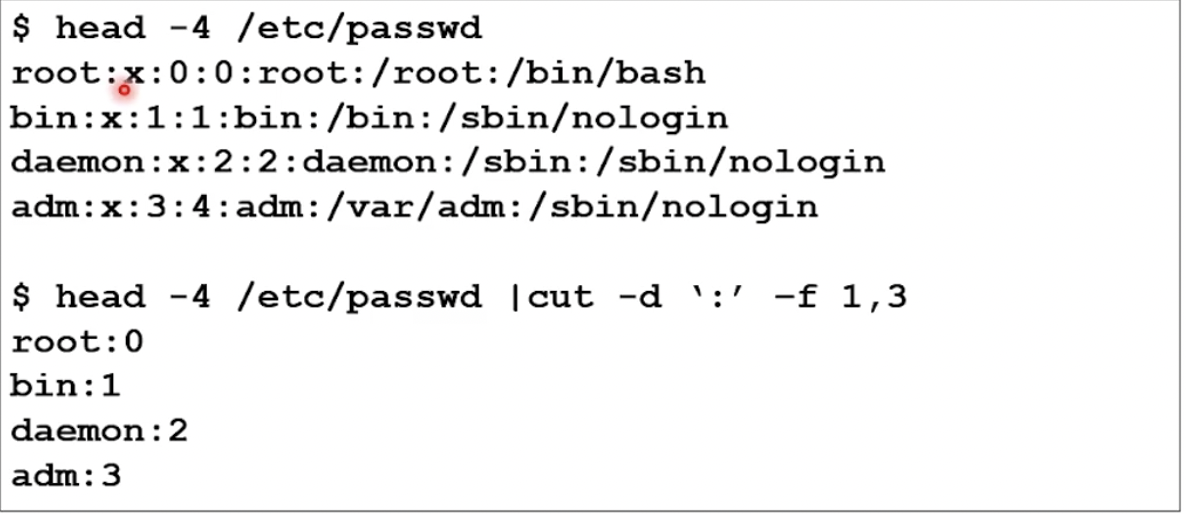 $ head -4 /etc/passwd
root:x:0:0:root:/root:/bin/bash
bin:x:1:1:bin:/bin:/sbin/nologin
daemon:x:2:2:daemon:/sbin:/sbin/nologin
adm:x:3:4:adm:/var/adm:/sbin/nologin
$ head -4 /etc/passwd |cut -d ‘:’ –f 1,3
root:0
bin:1
daemon:2
adm:3